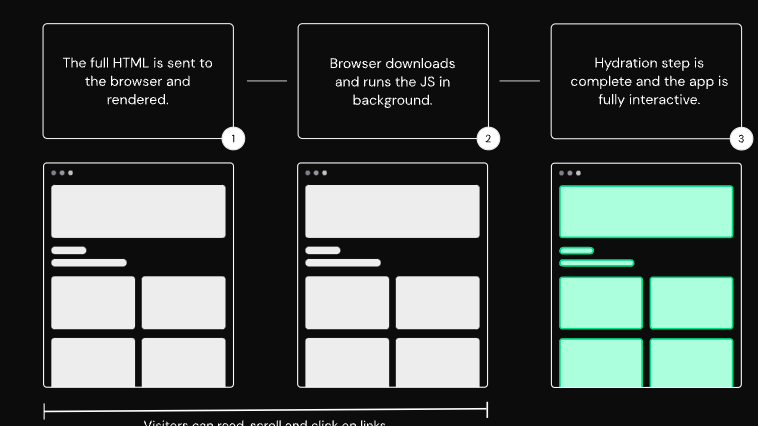 The full HTML is sent to
the browser and
rendered.
1
Browser downloads
and runs the JS in
background.
2
Hydration step is
complete and the app is
fully interactive.
3
Visitors can read, scroll and click on links